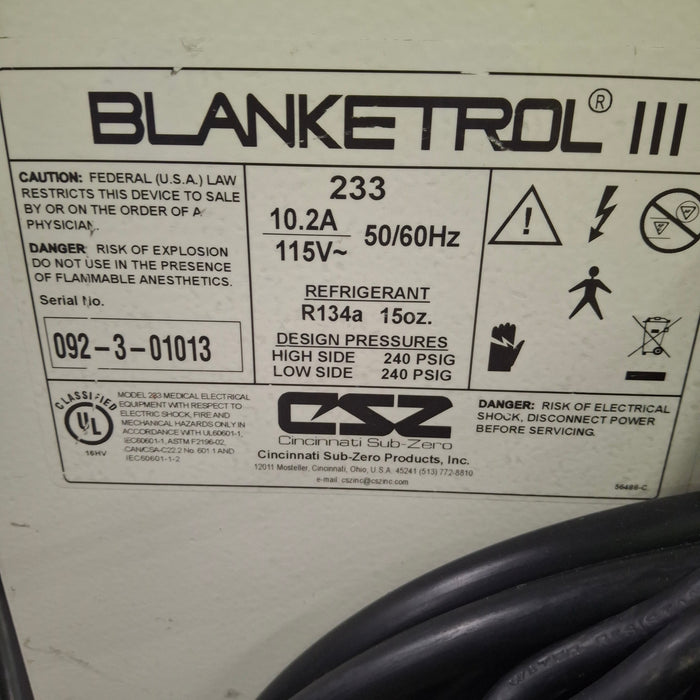 BLANKETROL® III
CAUTION: FEDERAL (U.S.A.) LAW
RESTRICTS THIS DEVICE TO SALE
BY OR ON THE ORDER OF A
PHYSICIAN.
DANGER: RISK OF EXPLOSION
DO NOT USE IN THE PRESENCE
OF FLAMMABLE ANESTHETICS.
Serial No.
092-3-01013
233
10.2A
115V~
50/60Hz
REFRIGERANT
R134a 15oz.
DESIGN PRESSURES
HIGH SIDE 240 PSIG
LOW SIDE 240 PSIG
CLASSIFIED
UL
16HV
MODEL 233 MEDICAL ELECTRICAL
EQUIPMENT WITH RESPECT TO
ELECTRIC SHOCK, FIRE AND
MECHANICAL HAZARDS ONLY IN
ACCORDANCE WITH UL60601-1,
IEC60601-1, ASTM F2196-02,
CAN/CSA-C22.2 No. 601.1 AND
IEC60601-1-2
CSZ
Cincinnati Sub-Zero
Cincinnati Sub-Zero Products, Inc.
12011 Mosteller, Cincinnati, Ohio, U.S.A. 45241 (513) 772-8810
e-mail: cszinc@cszinc.com
DANGER: RISK OF ELECTRICAL
SHOCK, DISCONNECT POWER
BEFORE SERVICING.
56486-C